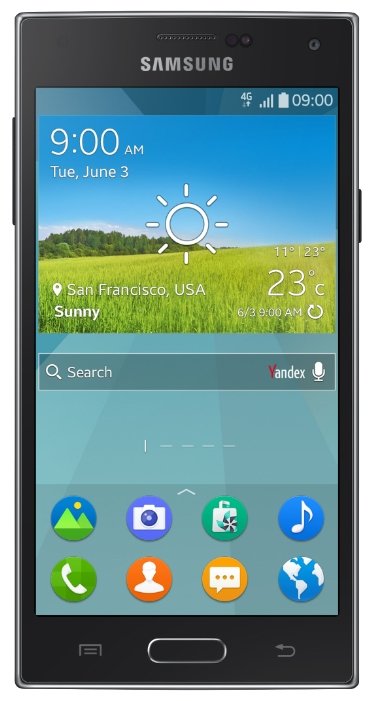 SAMSUNG
4G 09:00
9:00 AM
Tue, June 3
11° | 23°
San Francisco, USA 23°c
Sunny 6/3 9:00 AM
Search Yandex